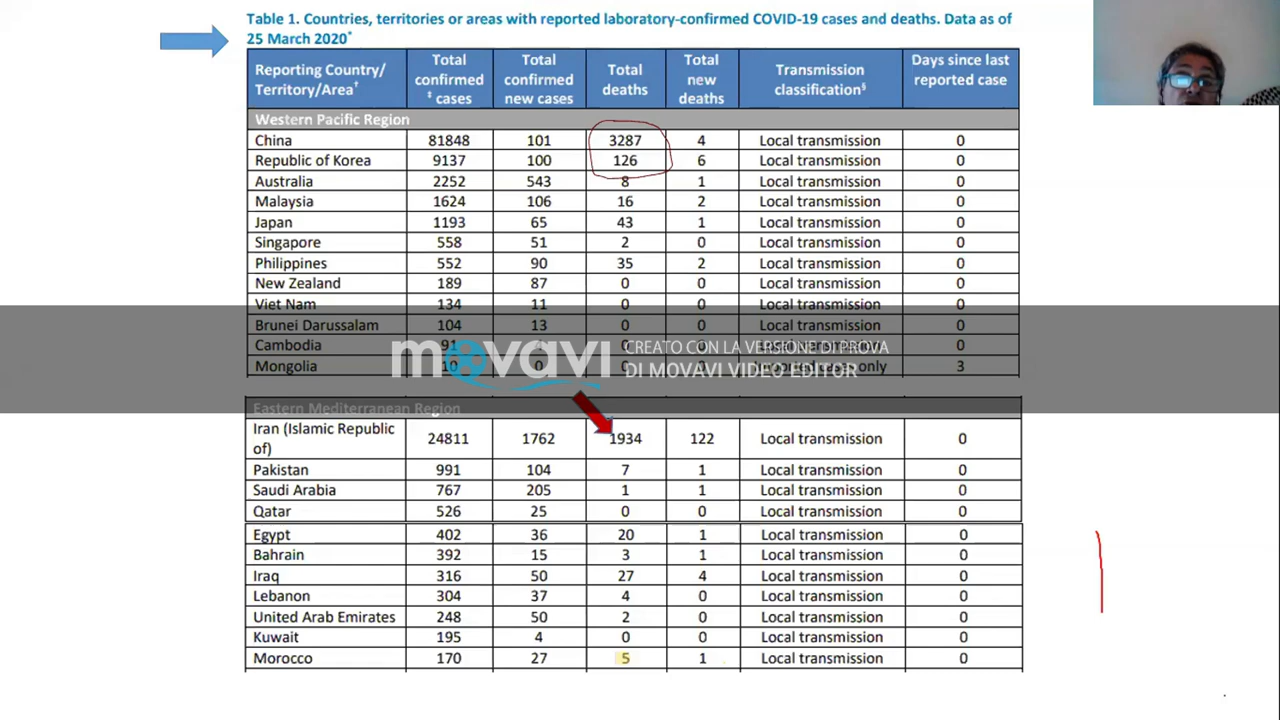 Table 1. Countries, territories or areas with reported laboratory-confirmed COVID-19 cases and deaths. Data as of
25 March 2020*
Reporting Country/ Territory/Area† Total confirmed ‡ cases Total confirmed new cases Total deaths Total new deaths Transmission classification§ Days since last reported case
Western Pacific Region
China 81848 101 3287 4 Local transmission 0
Republic of Korea 9137 100 126 6 Local transmission 0
Australia 2252 543 8 1 Local transmission 0
Malaysia 1624 106 16 2 Local transmission 0
Japan 1193 65 43 1 Local transmission 0
Singapore 558 51 2 0 Local transmission 0
Philippines 552 90 35 2 Local transmission 0
New Zealand 189 87 0 0 Local transmission 0
Viet Nam 134 11 0 0 Local transmission 0
Brunei Darussalam 104 13 0 0 Local transmission 0
Cambodia 91 0 0 Local transmission 0
Mongolia 10 0 0 0 only 3
movavi CREATO CON LA VERSIONE DI PROVA
DI MOVAVI VIDEO EDITOR
Eastern Mediterranean Region
Iran (Islamic Republic of) 24811 1762 1934 122 Local transmission 0
Pakistan 991 104 7 1 Local transmission 0
Saudi Arabia 767 205 1 1 Local transmission 0
Qatar 526 25 0 0 Local transmission 0
Egypt 402 36 20 1 Local transmission 0
Bahrain 392 15 3 1 Local transmission 0
Iraq 316 50 27 4 Local transmission 0
Lebanon 304 37 4 0 Local transmission 0
United Arab Emirates 248 50 2 0 Local transmission 0
Kuwait 195 4 0 0 Local transmission 0
Morocco 170 27 5 1 Local transmission 0